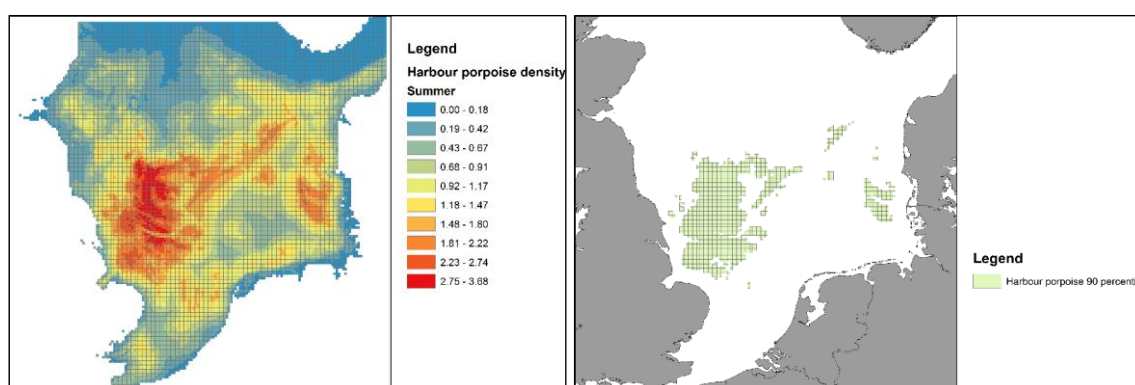 Legend
Harbour porpoise density
Summer
0.00 - 0.18
0.19 - 0.42
0.43 - 0.67
0.68 - 0.91
0.92 - 1.17
1.18 - 1.47
1.48 - 1.80
1.81 - 2.22
2.23 - 2.74
2.75 - 3.68
Legend
Harbour porpoise 90 percenti